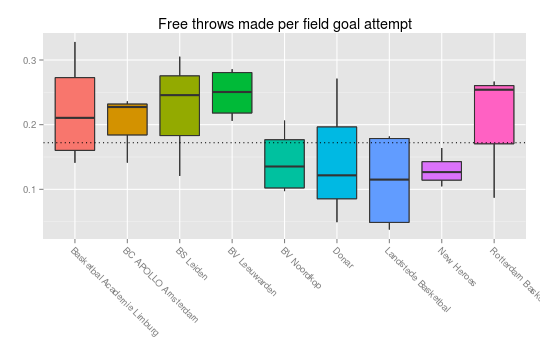 Free throws made per field goal attempt
0.3
0.2
0.1
Basketbal Academie Limburg
BC APOLLO Amsterdam
BS Leiden
BV Leeuwarden
BV Noordkop
Donar
Landstede Basketbal
New Heroes
Rotterdam